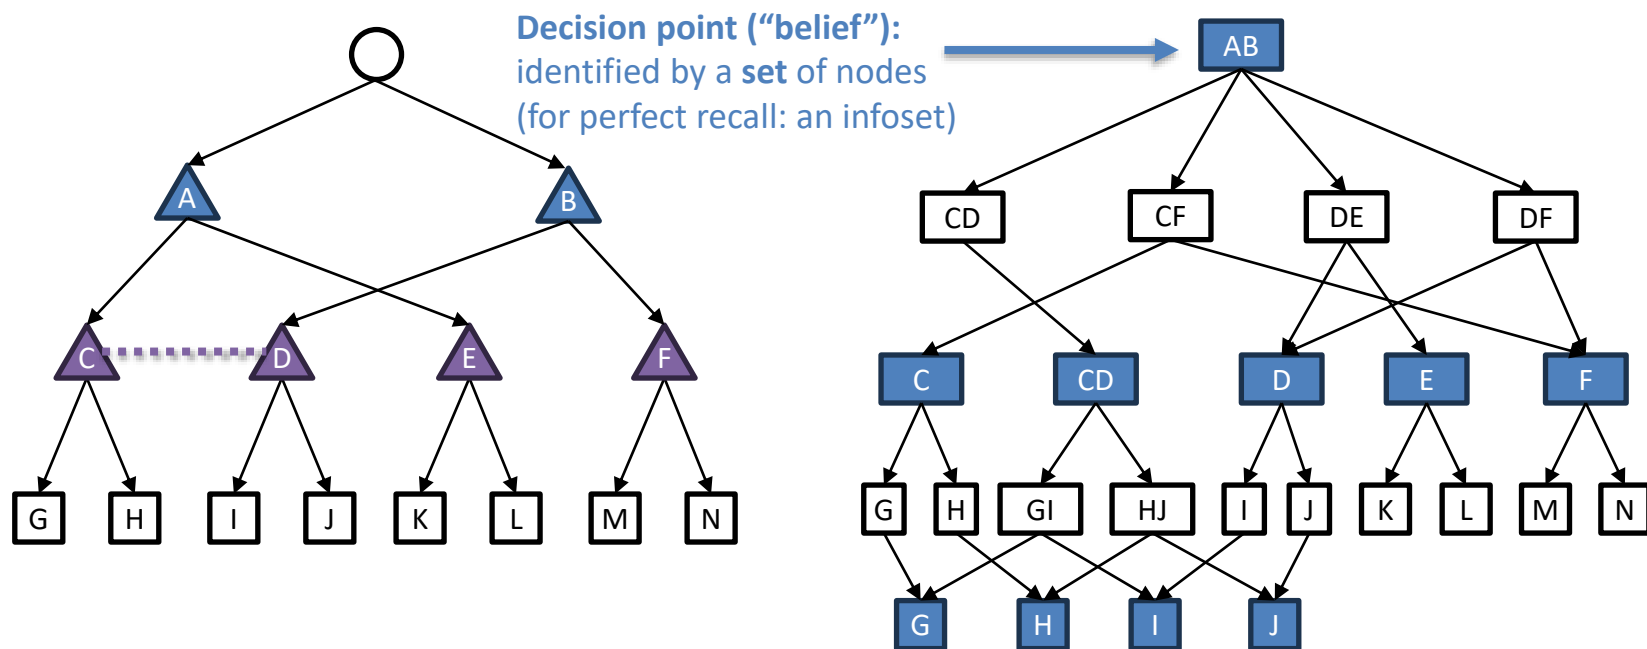 Decision point (“belief”):
identified by a set of nodes
(for perfect recall: an infoset)
AB
A
B
CD
CF
DE
DF
C
D
E
F
C
CD
D
E
F
G
H
I
J
K
L
M
N
G
H
GI
HJ
I
J
K
L
M
N
G
H
I
J